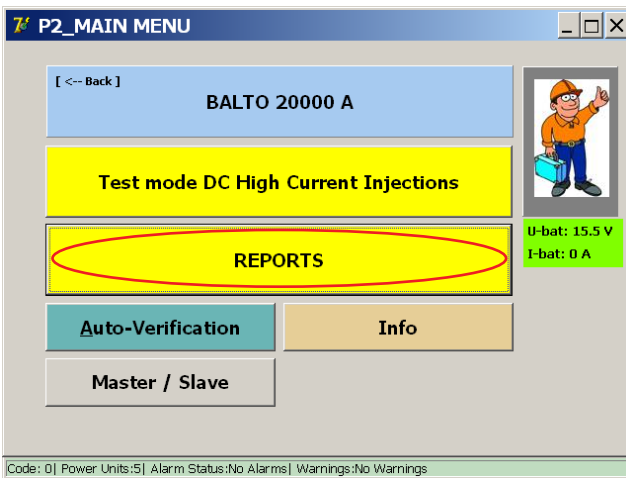 P2_MAIN MENU
[ <-- Back ]
BALTO 20000 A
Test mode DC High Current Injections
U-bat: 15.5 V
I-bat: 0 A
REPORTS
Auto-Verification
Info
Master / Slave
Code: 0| Power Units:5| Alarm Status:No Alarms| Warnings:No Warnings